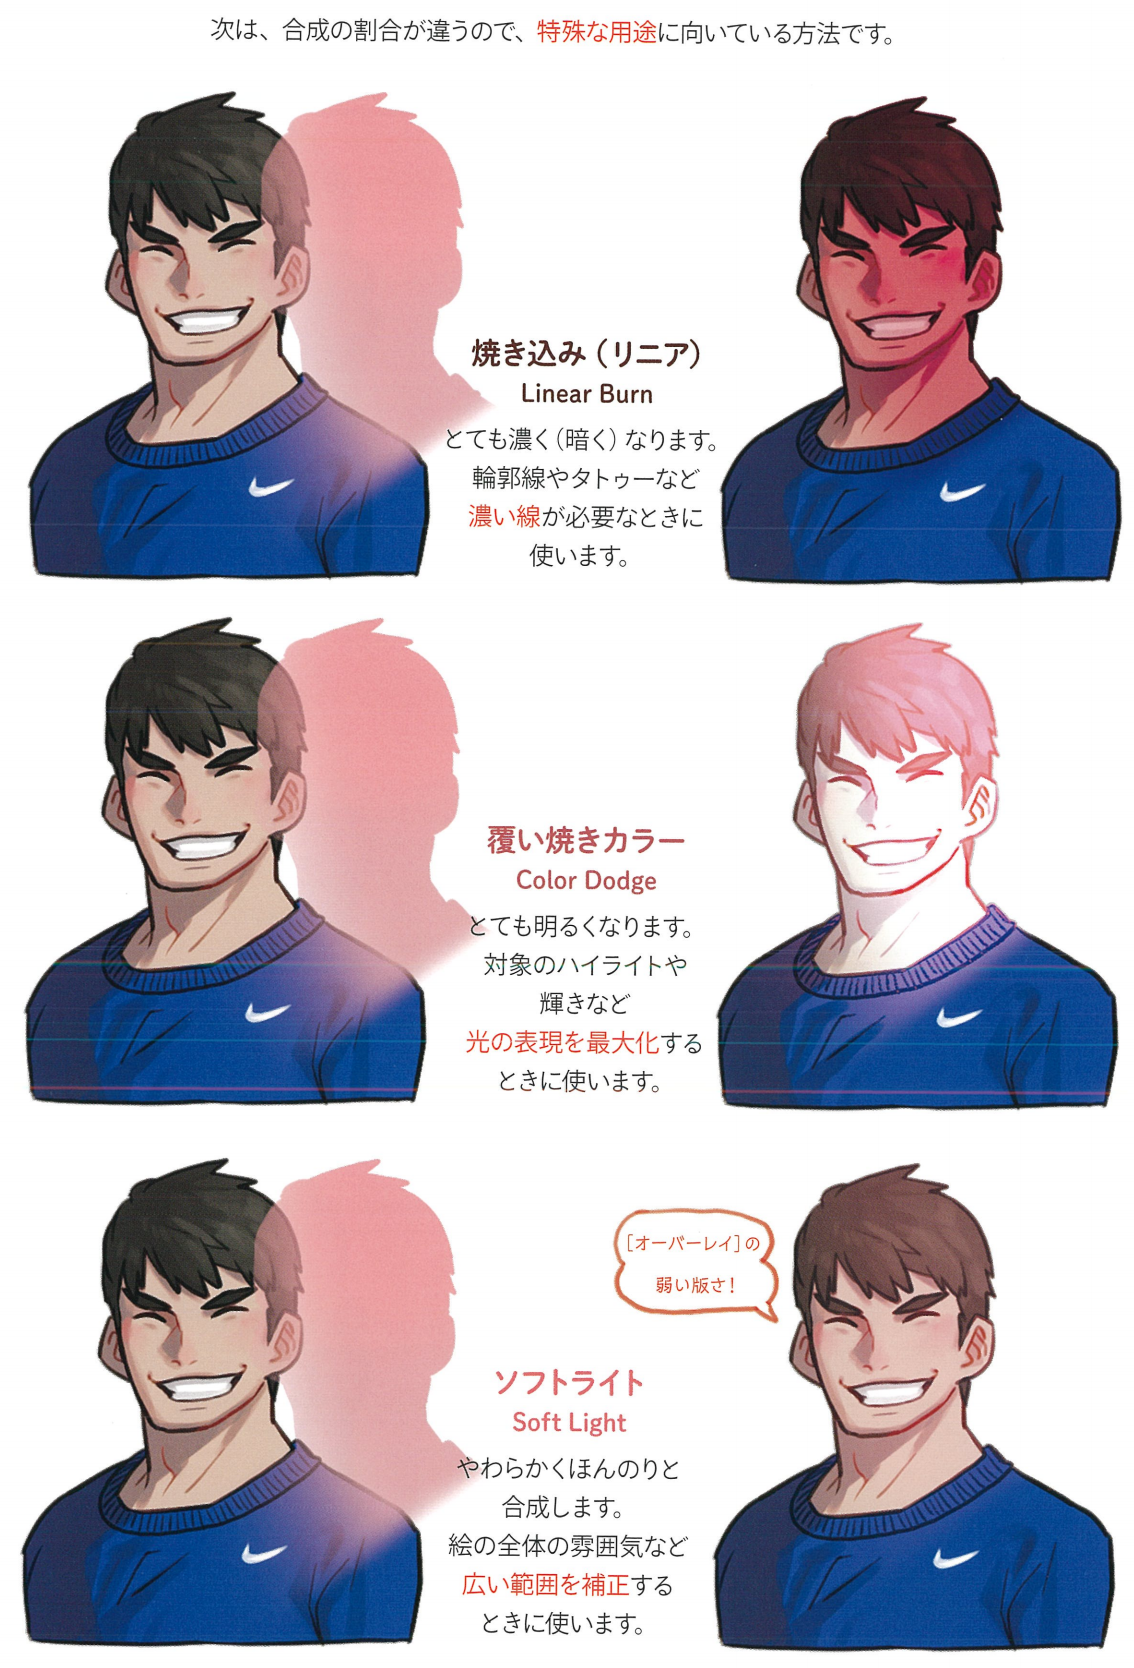 次は、合成の割合が違うので、特殊な用途に向いている方法です。
焼き込み（リニア）
Linear Burn
とても濃く（暗く）なります。
輪郭線やタトゥーなど
濃い線が必要なときに
使います。
覆い焼きカラー
Color Dodge
とても明るくなります。
対象のハイライトや
輝きなど
光の表現を最大化する
ときに使います。
［オーバーレイ］の
弱い版さ！
ソフトライト
Soft Light
やわらかくほんのりと
合成します。
絵の全体の雰囲気など
広い範囲を補正する
ときに使います。